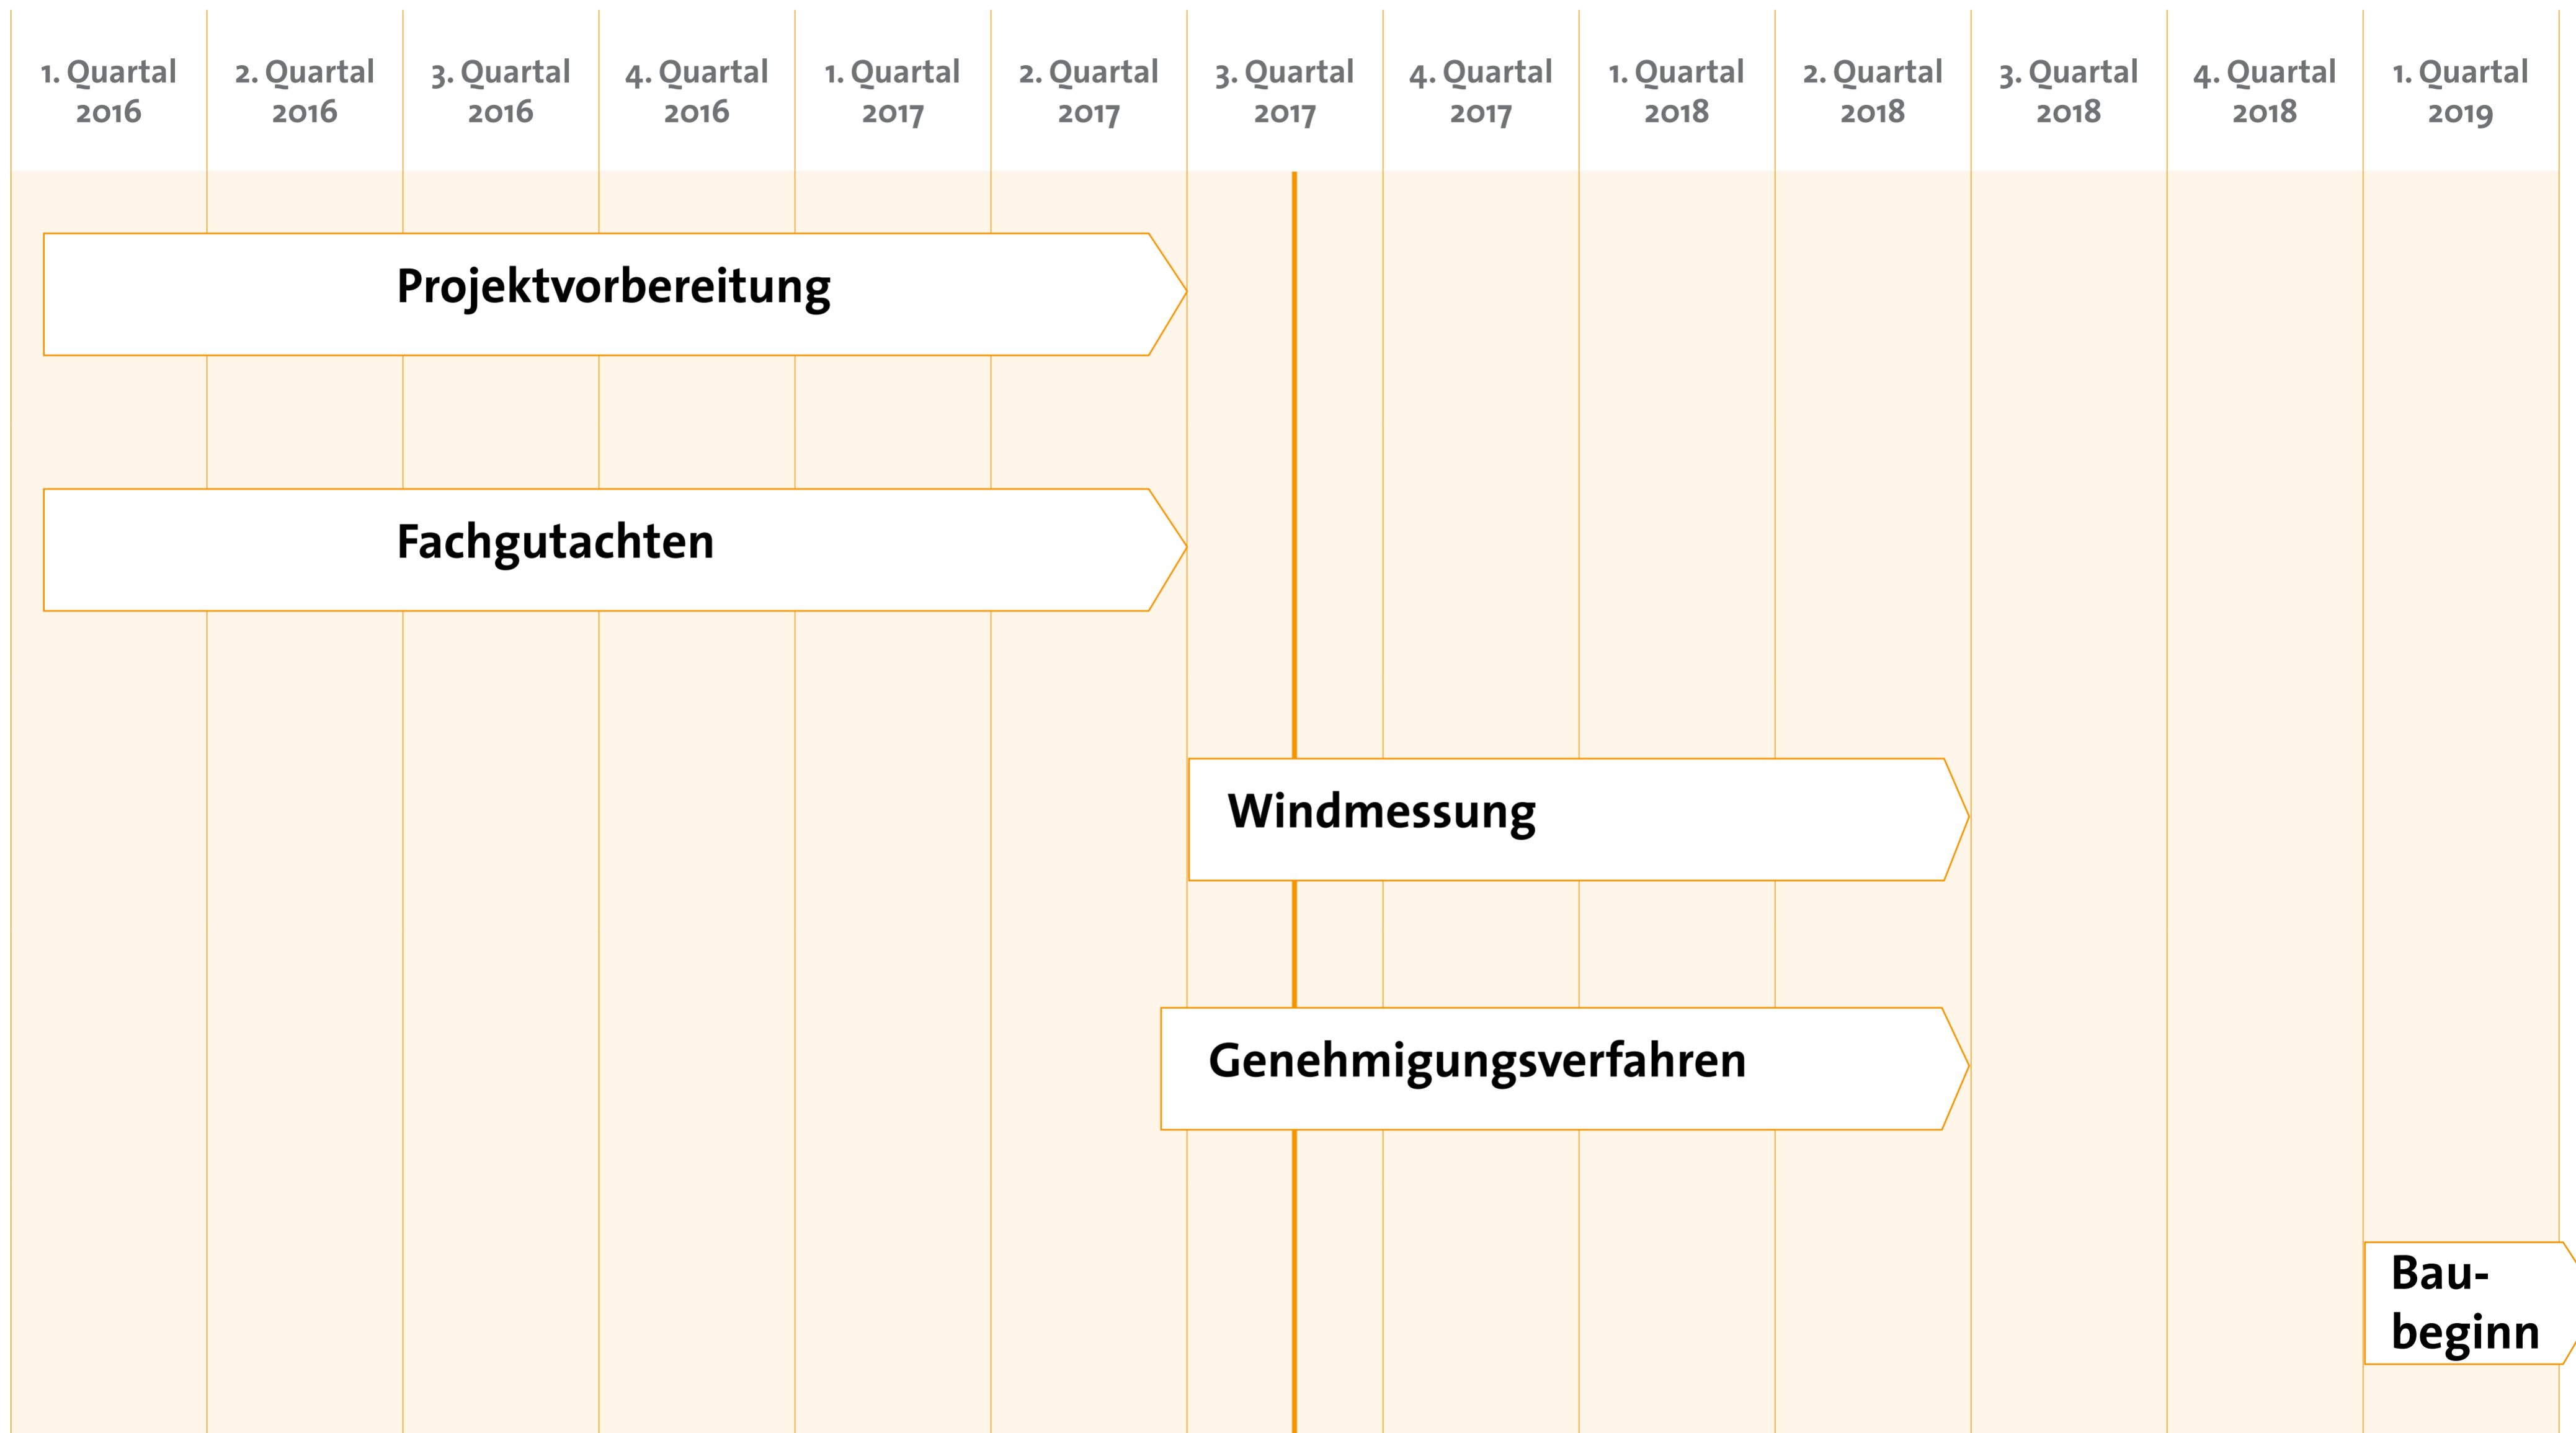 1. Quartal
2016
2. Quartal
2016
3. Quartal
2016
4. Quartal
2016
1. Quartal
2017
2. Quartal
2017
3. Quartal
2017
4. Quartal
2017
1. Quartal
2018
2. Quartal
2018
3. Quartal
2018
4. Quartal
2018
1. Quartal
2019
Projektvorbereitung
Fachgutachten
Windmessung
Genehmigungsverfahren
Bau-
beginn